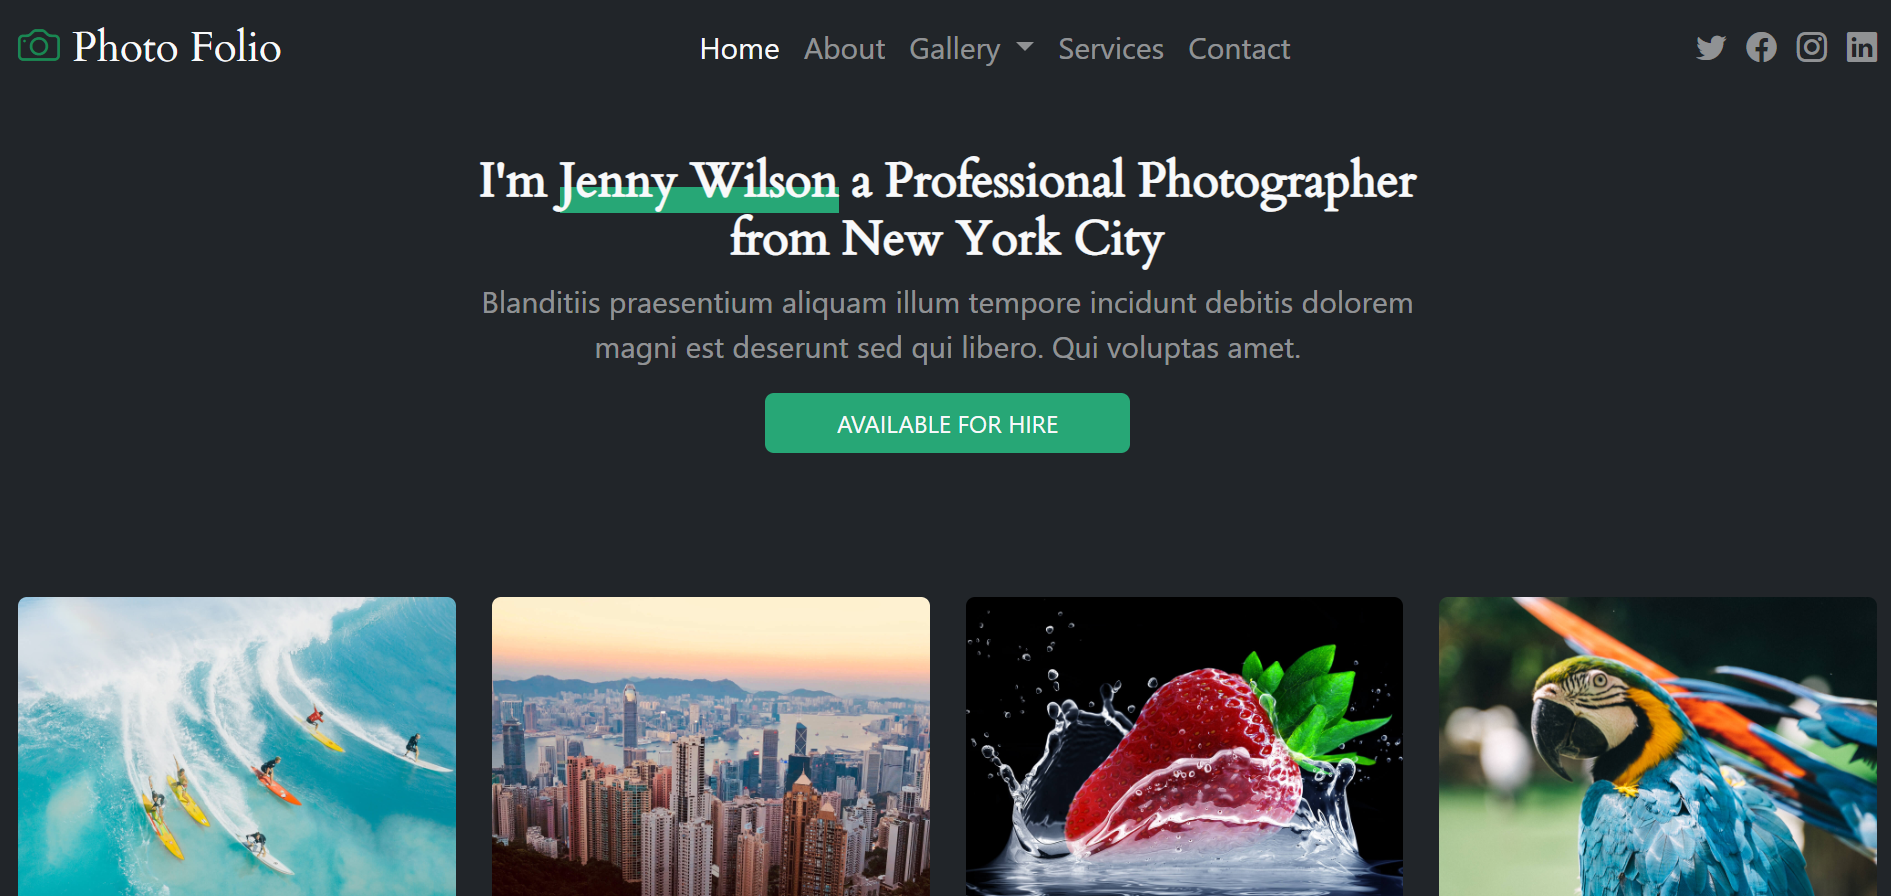 Photo Folio
Home About Gallery Services Contact
I'm Jenny Wilson a Professional Photographer
from New York City
Blanditiis praesentium aliquam illum tempore incidunt debitis dolorem
magni est deserunt sed qui libero. Qui voluptas amet.
AVAILABLE FOR HIRE